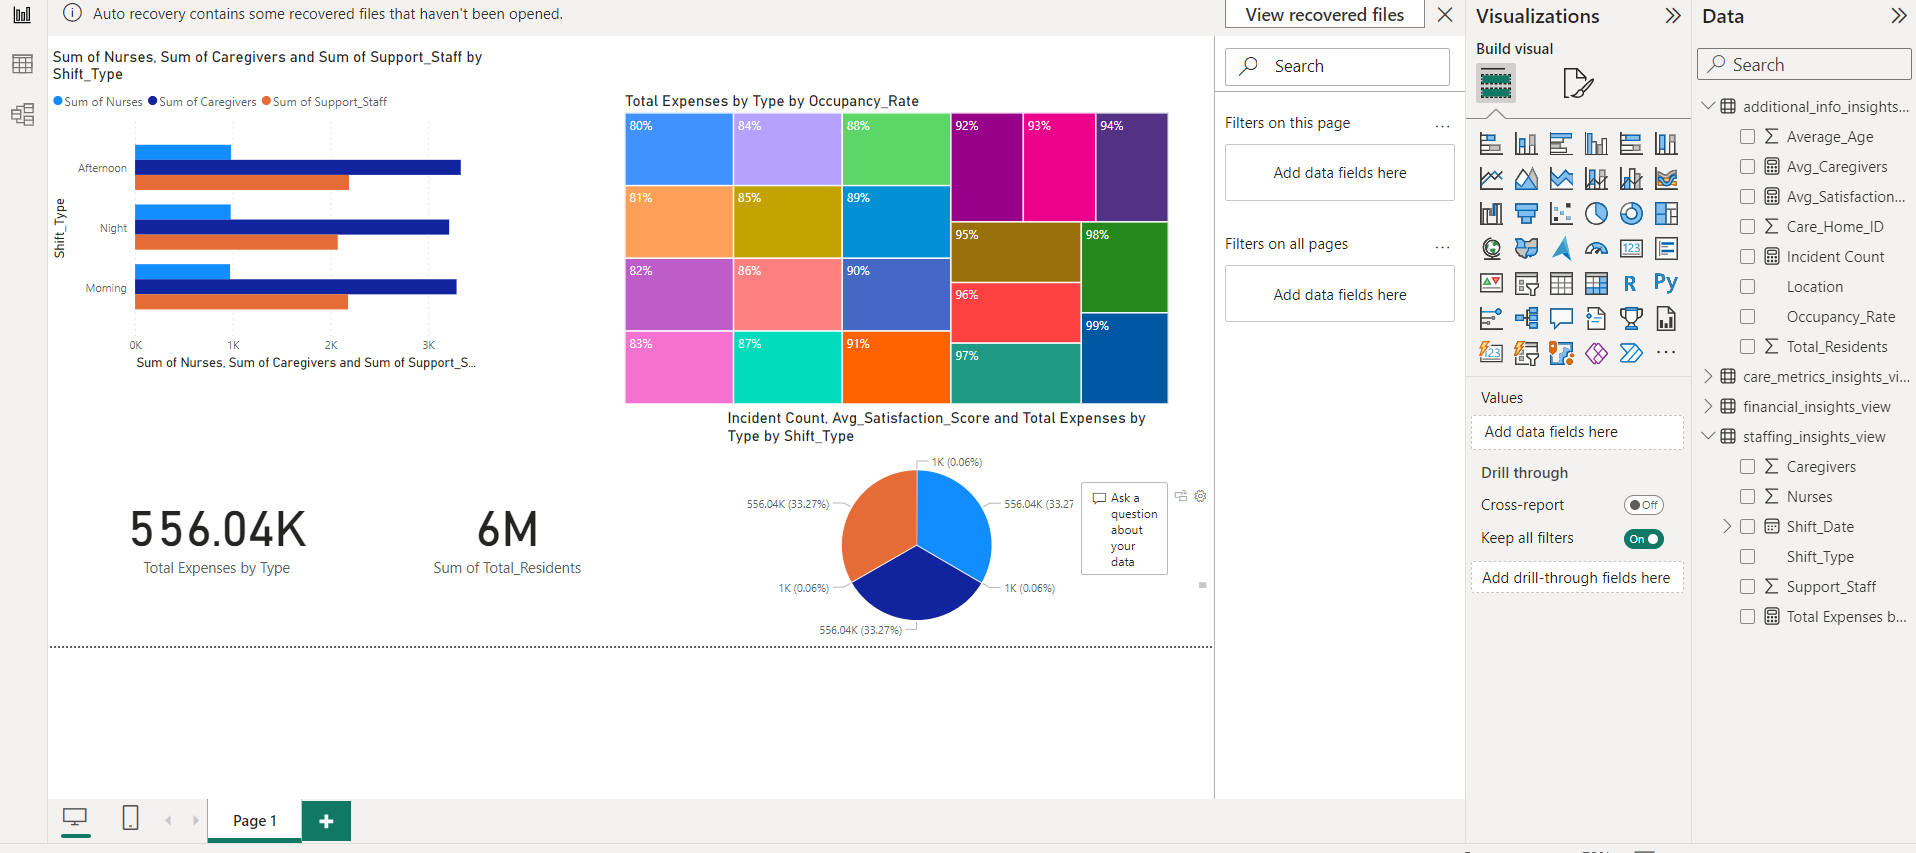 Auto recovery contains some recovered files that haven't been opened.
View recovered files
Sum of Nurses, Sum of Caregivers and Sum of Support_Staff by
Shift_Type
Sum of Nurses
Sum of Caregivers
Sum of Support_Staff
Shift_Type
Afternoon
Night
Morning
0K
1K
2K
3K
Sum of Nurses, Sum of Caregivers and Sum of Support_S...
Total Expenses by Type by Occupancy_Rate
80%
84%
88%
92%
93%
94%
81%
85%
89%
95%
98%
82%
86%
90%
96%
99%
83%
87%
91%
97%
556.04K
Total Expenses by Type
6M
Sum of Total_Residents
Incident Count, Avg_Satisfaction_Score and Total Expenses by
Type by Shift_Type
1K (0.06%)
556.04K (33.27%)
556.04K (33.27
1K (0.06%)
1K (0.06%)
556.04K (33.27%)
Ask a
question
about
your
data
Search
Filters on this page
...
Add data fields here
Filters on all pages
...
Add data fields here
Visualizations
Build visual
123
R
Py
123
...
Values
Add data fields here
Drill through
Cross-report
Off
Keep all filters
On
Add drill-through fields here
Data
Search
additional_info_insights...
Average_Age
Avg_Caregivers
Avg_Satisfaction...
Care_Home_ID
Incident Count
Location
Occupancy_Rate
Total_Residents
care_metrics_insights_vi...
financial_insights_view
staffing_insights_view
Caregivers
Nurses
Shift_Date
Shift_Type
Support_Staff
Total Expenses b...
Page 1